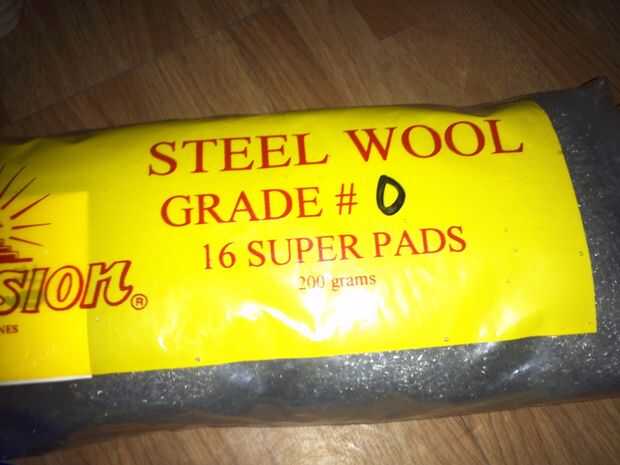 STEEL WOOL
GRADE # 0
16 SUPER PADS
200 grams
®